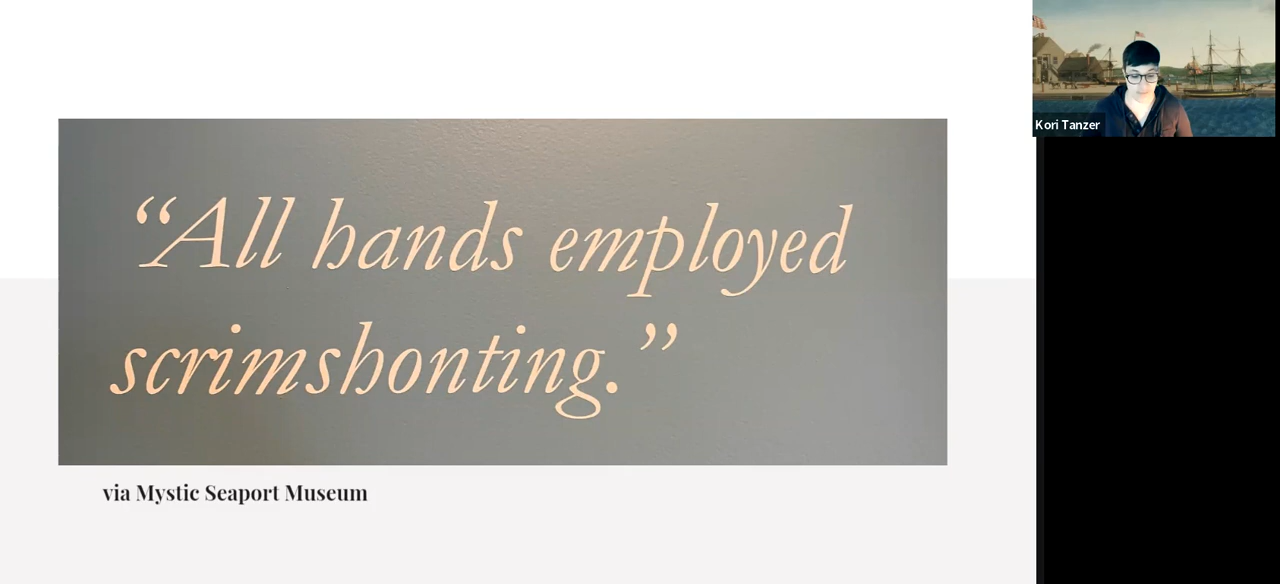 “All hands employed
scrimshonting.”
via Mystic Seaport Museum
Kori Tanzer